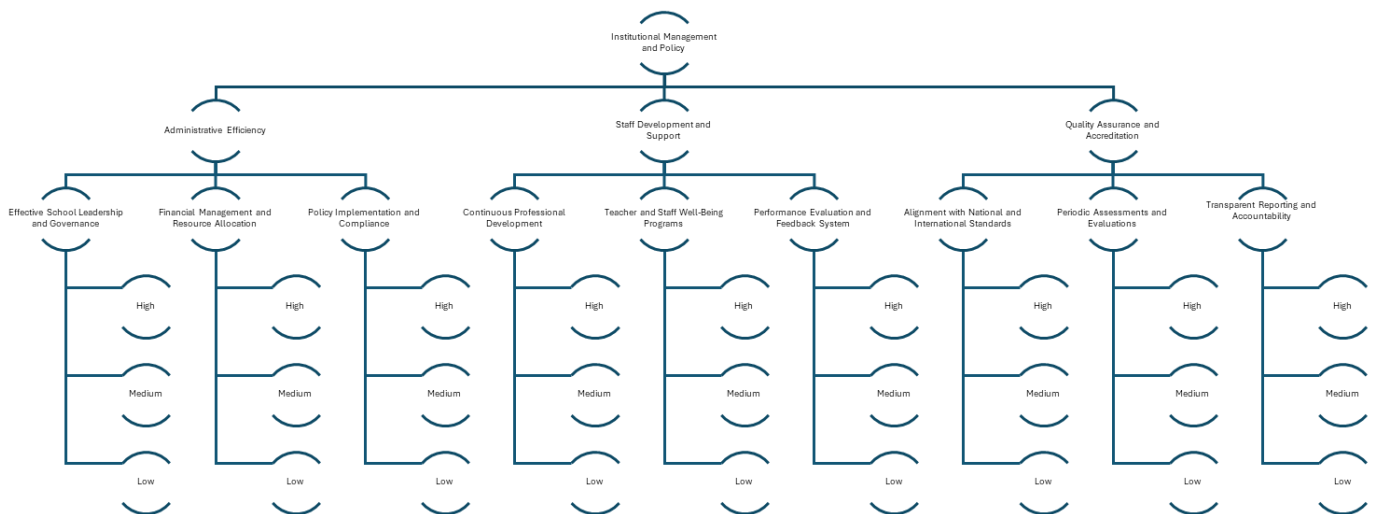 Institutional Management
and Policy
Administrative Efficiency
Staff Development and
Support
Quality Assurance and
Accreditation
Effective School Leadership
and Governance
Financial Management and
Resource Allocation
Policy Implementation and
Compliance
Continuous Professional
Development
Teacher and Staff Well-Being
Programs
Performance Evaluation and
Feedback System
Alignment with National and
International Standards
Periodic Assessments and
Evaluations
Transparent Reporting and
Accountability
High
High
High
High
High
High
High
High
High
Medium
Medium
Medium
Medium
Medium
Medium
Medium
Medium
Medium
Low
Low
Low
Low
Low
Low
Low
Low
Low